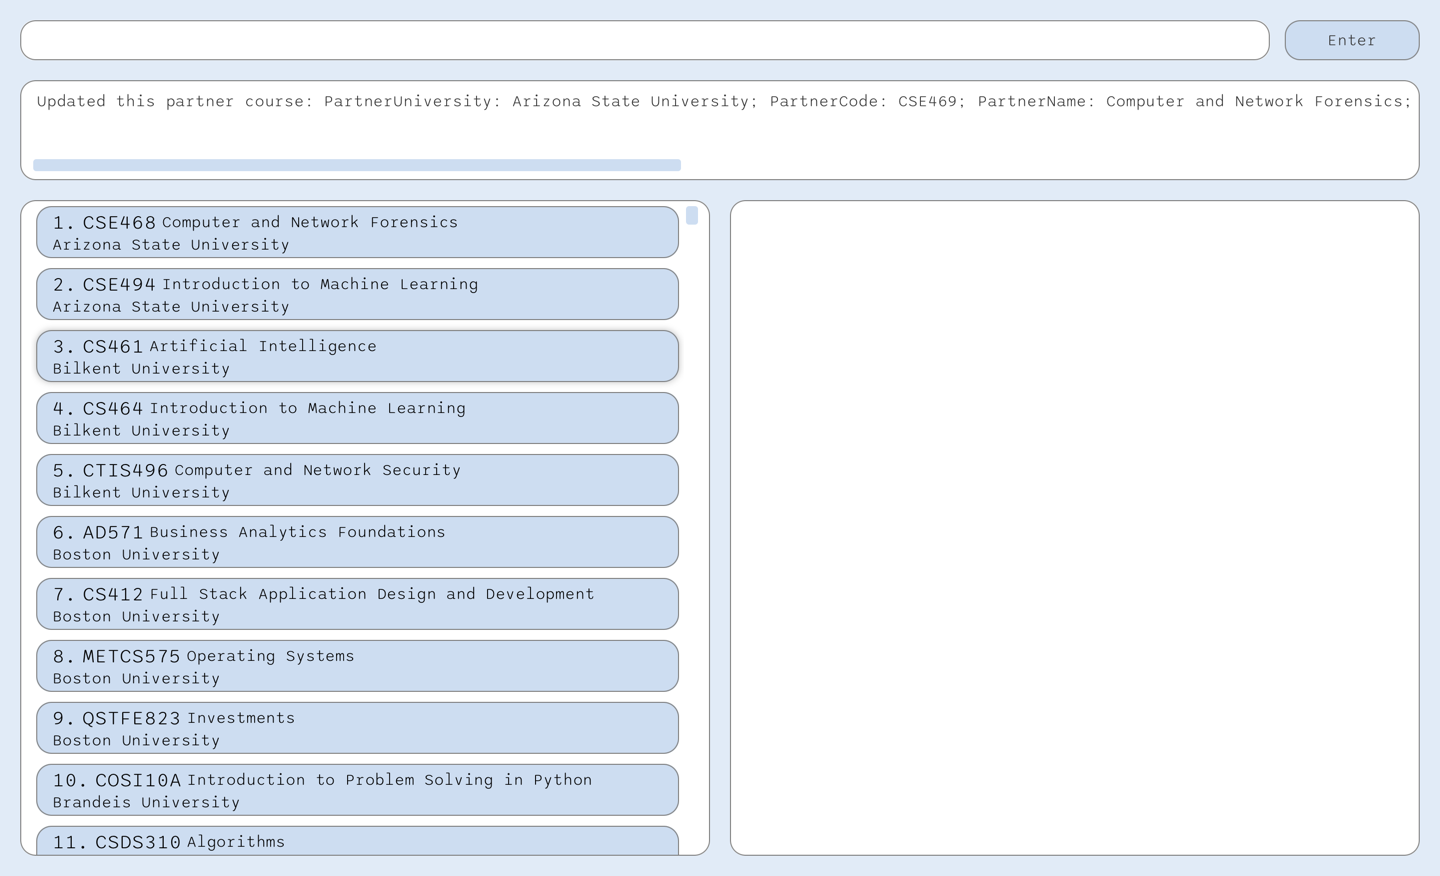 Enter
Updated this partner course: PartnerUniversity: Arizona State University; PartnerCode: CSE469; PartnerName: Computer and Network Forensics;
1. CSE468 Computer and Network Forensics
Arizona State University
2. CSE494 Introduction to Machine Learning
Arizona State University
3. CS461 Artificial Intelligence
Bilkent University
4. CS464 Introduction to Machine Learning
Bilkent University
5. CTIS496 Computer and Network Security
Bilkent University
6. AD571 Business Analytics Foundations
Boston University
7. CS412 Full Stack Application Design and Development
Boston University
8. METCS575 Operating Systems
Boston University
9. QSTFE823 Investments
Boston University
10. COSI10A Introduction to Problem Solving in Python
Brandeis University
11. CSDS310 Algorithms